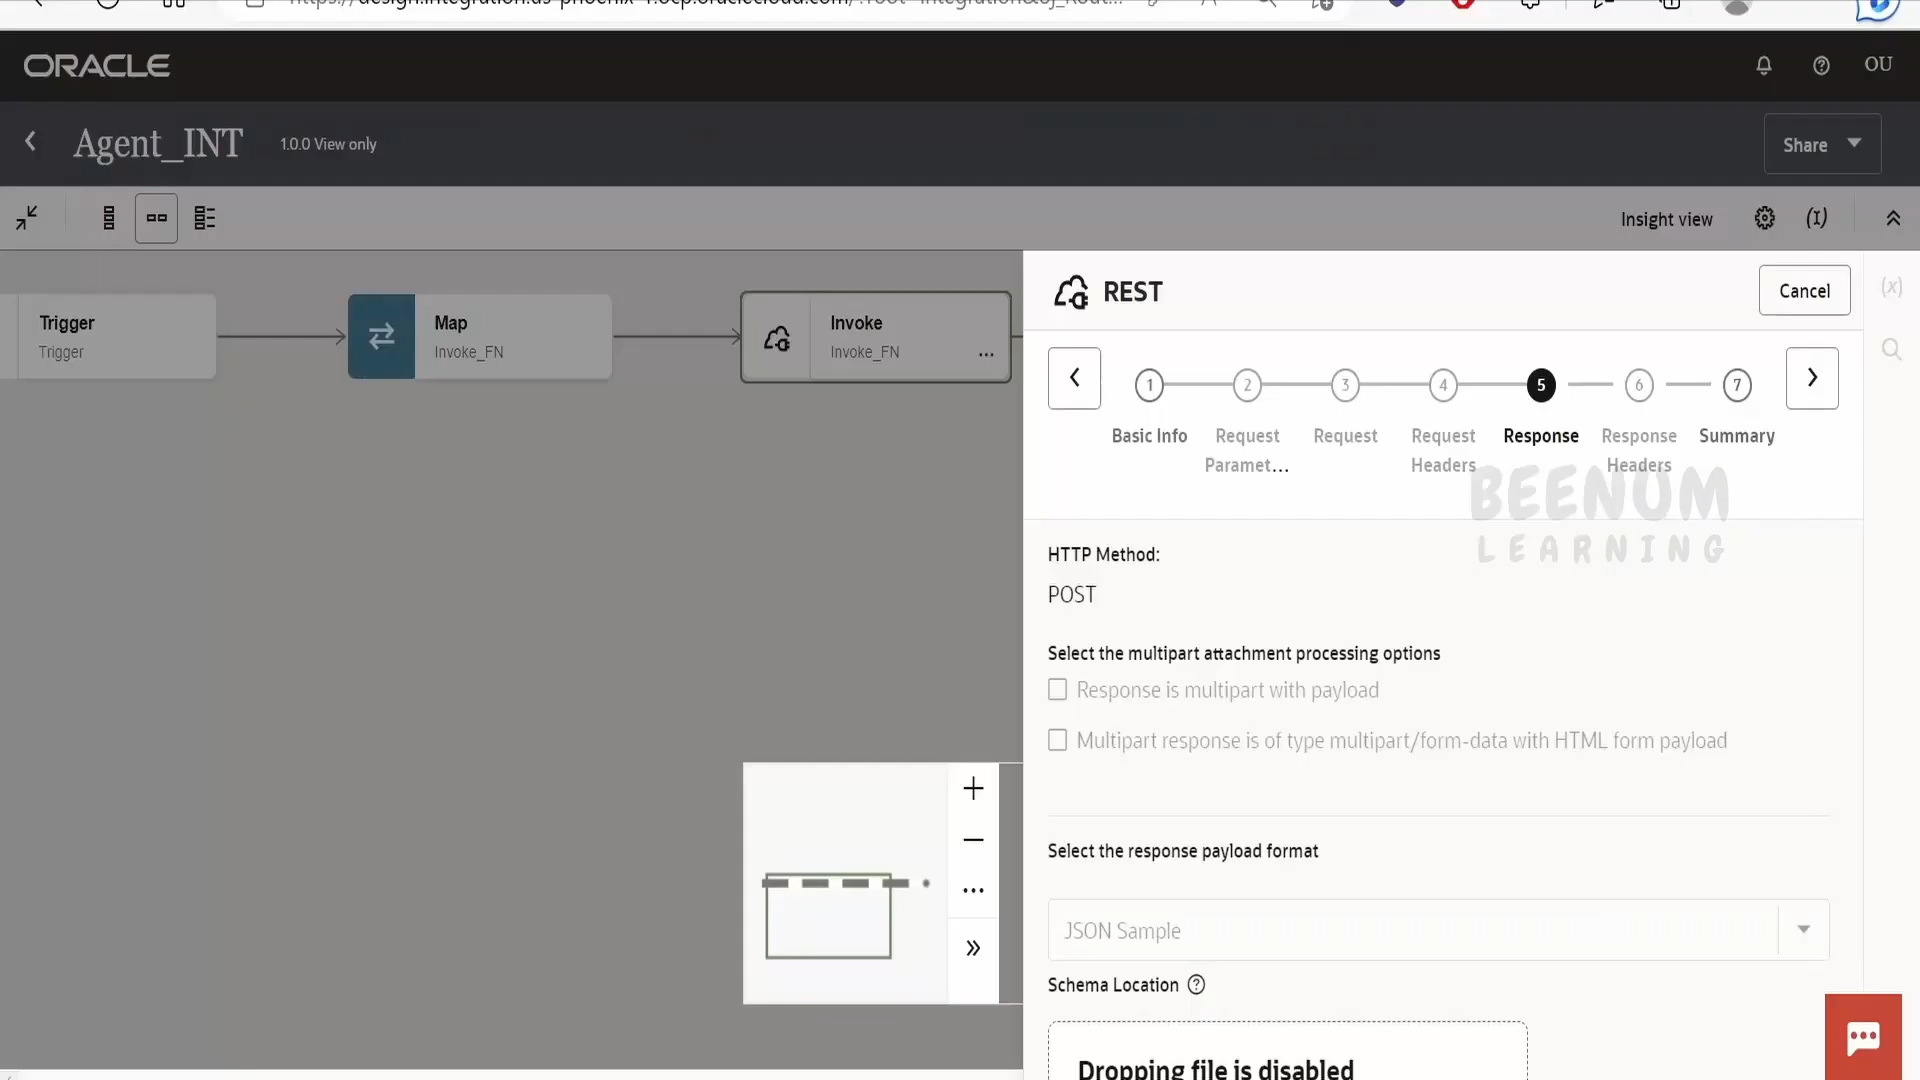 ORACLE
OU
Agent_INT
1.0.0 View only
Share
Insight view
Trigger
Trigger
Map
Invoke_FN
Invoke
Invoke_FN
...
REST
Cancel
1
2
3
4
5
6
7
Basic Info
Request
Paramet...
Request
Request
Headers
Response
Response
Headers
Summary
BEENUM
LEARNING
HTTP Method:
POST
Select the multipart attachment processing options
Response is multipart with payload
Multipart response is of type multipart/form-data with HTML form payload
Select the response payload format
JSON Sample
Schema Location
Dropping file is disabled